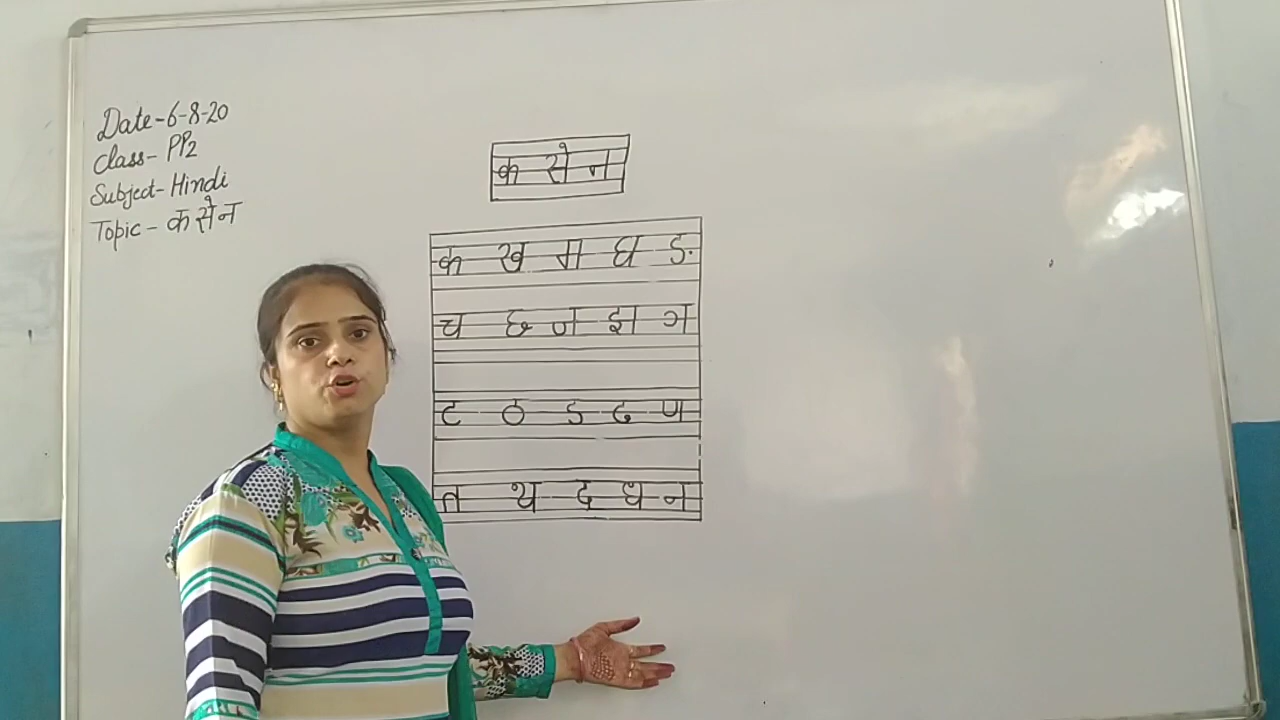 Date-6-8-20
Class- PP2
Subject- Hindi
Topic - क से न
क से न
क ख ग घ ङ
च छ ज झ ञ
ट ठ ड ढ ण
त थ द ध न